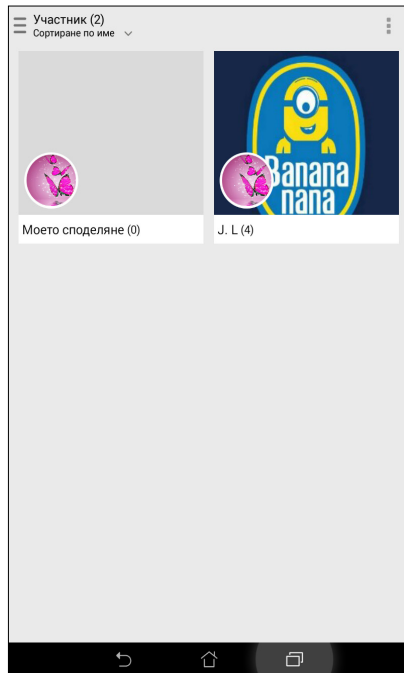 Участник (2)
Сортиране по име
Banana
nana
Моето споделяне (0)
J. L (4)